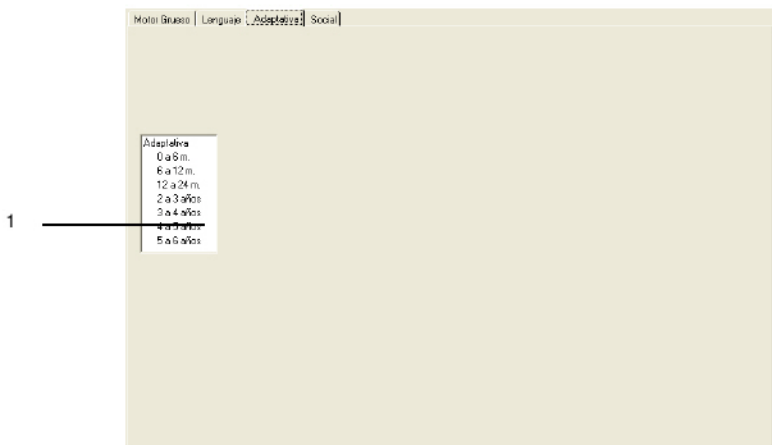 Motor Grueso Lenguaje Adaptativa Social
Adaptativa
0 a 6 m.
6 a 12 m.
12 a 24 m.
2 a 3 años
3 a 4 años
1
4 a 5 años
5 a 6 años